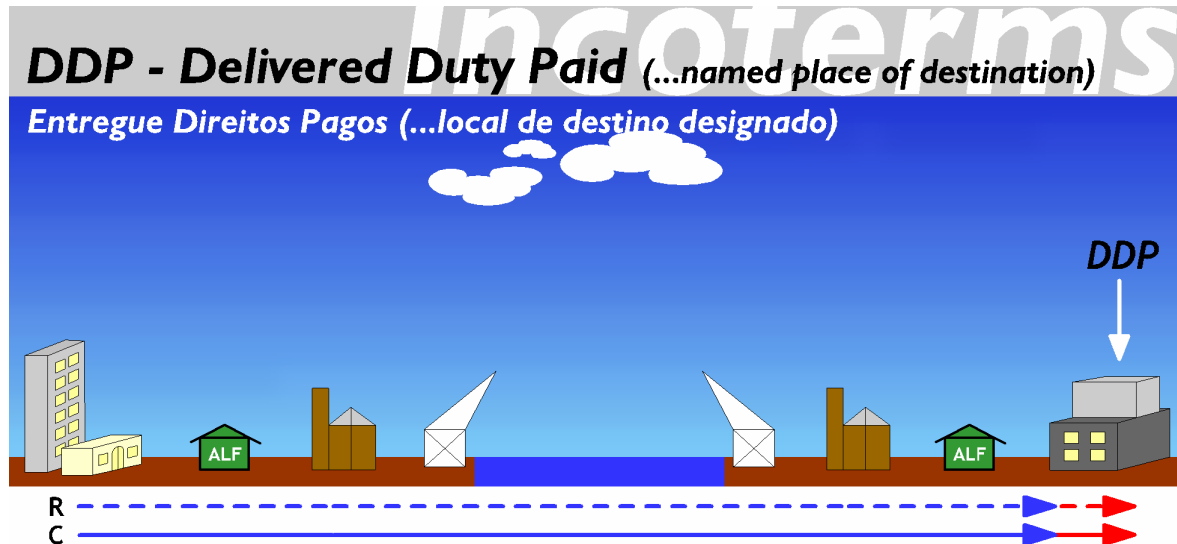 Incoterms
DDP - Delivered Duty Paid (...named place of destination)
Entregue Direitos Pagos (...local de destino designado)
DDP
ALF
ALF
R
C